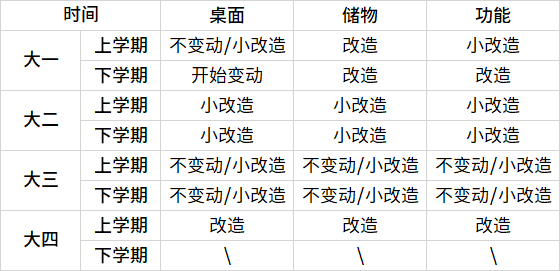 时间 桌面 储物 功能
大一 上学期 不变动/小改造 改造 小改造
下学期 开始变动 改造 改造
大二 上学期 小改造 小改造 小改造
下学期 小改造 小改造 小改造
大三 上学期 不变动/小改造 不变动/小改造 不变动/小改造
下学期 不变动/小改造 不变动/小改造 不变动/小改造
大四 上学期 改造 改造 改造
下学期 \ \ \